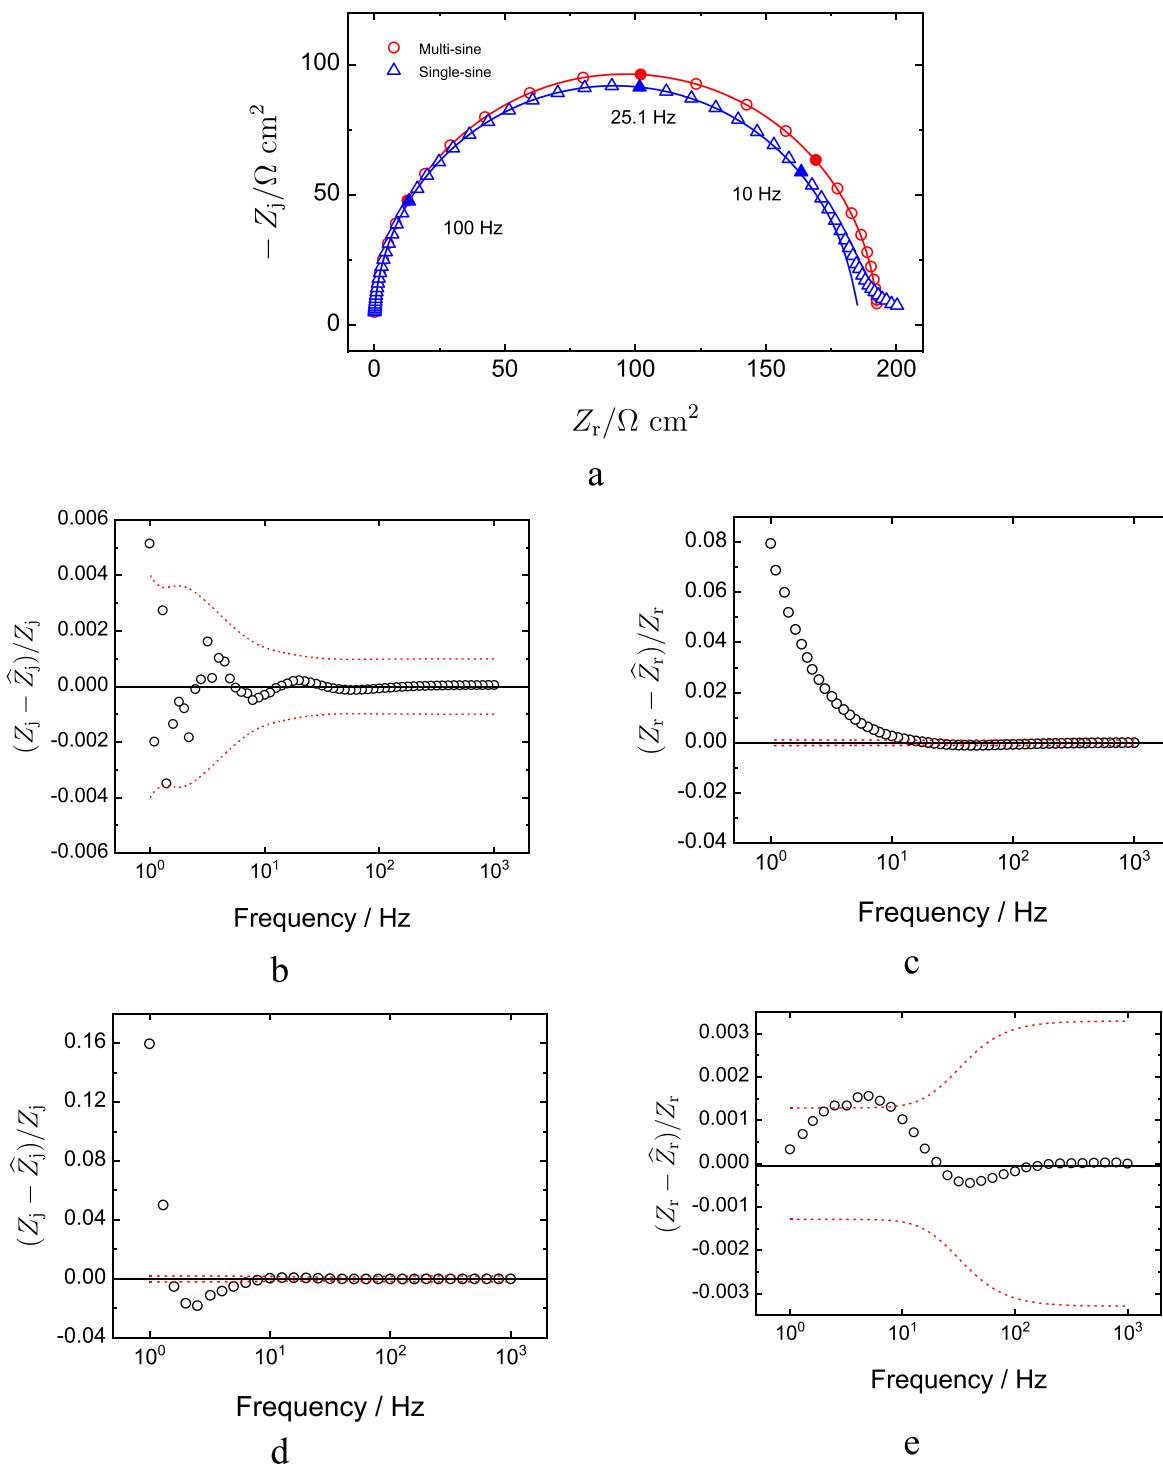 Multi-sine
Single-sine
100
50
0
− Z_j/Ω cm²
25.1 Hz
10 Hz
100 Hz
0 50 100 150 200
Z_r/Ω cm²
a
0.006
0.004
0.002
0.000
-0.002
-0.004
-0.006
(Z_j − Ẑ_j)/Z_j
10⁰ 10¹ 10² 10³
Frequency / Hz
b
0.08
0.06
0.04
0.02
0.00
-0.02
-0.04
(Z_r − Ẑ_r)/Z_r
10⁰ 10¹ 10² 10³
Frequency / Hz
c
0.16
0.12
0.08
0.04
0.00
-0.04
(Z_j − Ẑ_j)/Z_j
10⁰ 10¹ 10² 10³
Frequency / Hz
d
0.003
0.002
0.001
0.000
-0.001
-0.002
-0.003
(Z_r − Ẑ_r)/Z_r
10⁰ 10¹ 10² 10³
Frequency / Hz
e